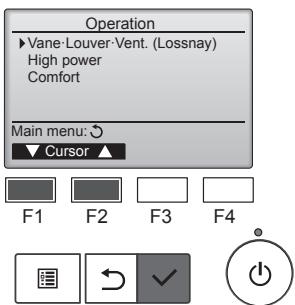 Operation
Vane·Louver·Vent. (Lossnay)
High power
Comfort
Main menu:
Cursor
F1 F2 F3 F4